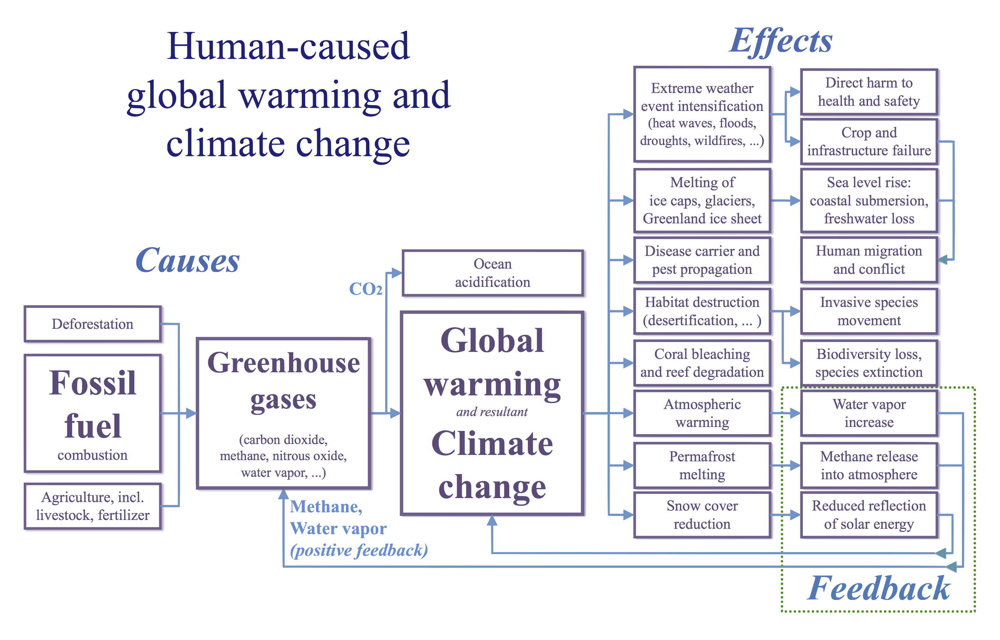 Human-caused
global warming and
climate change
Causes
Deforestation
Fossil
fuel
combustion
Agriculture, incl.
livestock, fertilizer
Greenhouse
gases
(carbon dioxide,
methane, nitrous oxide,
water vapor, ...)
CO2
Ocean
acidification
Global
warming
and resultant
Climate
change
Methane,
Water vapor
(positive feedback)
Effects
Extreme weather
event intensification
(heat waves, floods,
droughts, wildfires, ...)
Melting of
ice caps, glaciers,
Greenland ice sheet
Disease carrier and
pest propagation
Habitat destruction
(desertification, ... )
Coral bleaching
and reef degradation
Atmospheric
warming
Permafrost
melting
Snow cover
reduction
Direct harm to
health and safety
Crop and
infrastructure failure
Sea level rise:
coastal submersion,
freshwater loss
Human migration
and conflict
Invasive species
movement
Biodiversity loss,
species extinction
Water vapor
increase
Methane release
into atmosphere
Reduced reflection
of solar energy
Feedback